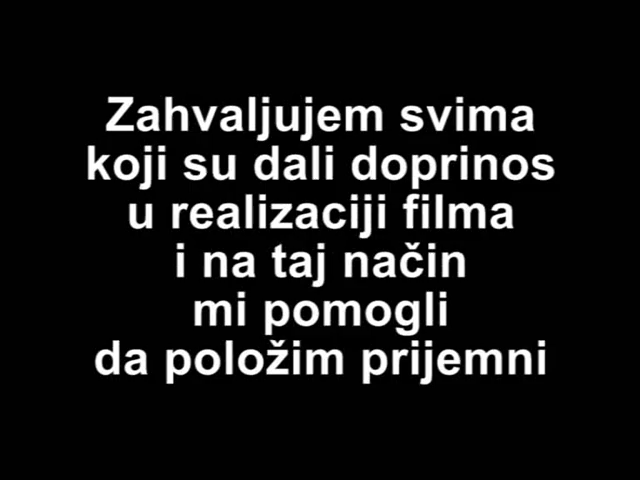 Zahvaljujem svima
koji su dali doprinos
u realizaciji filma
i na taj način
mi pomogli
da položim prijemni